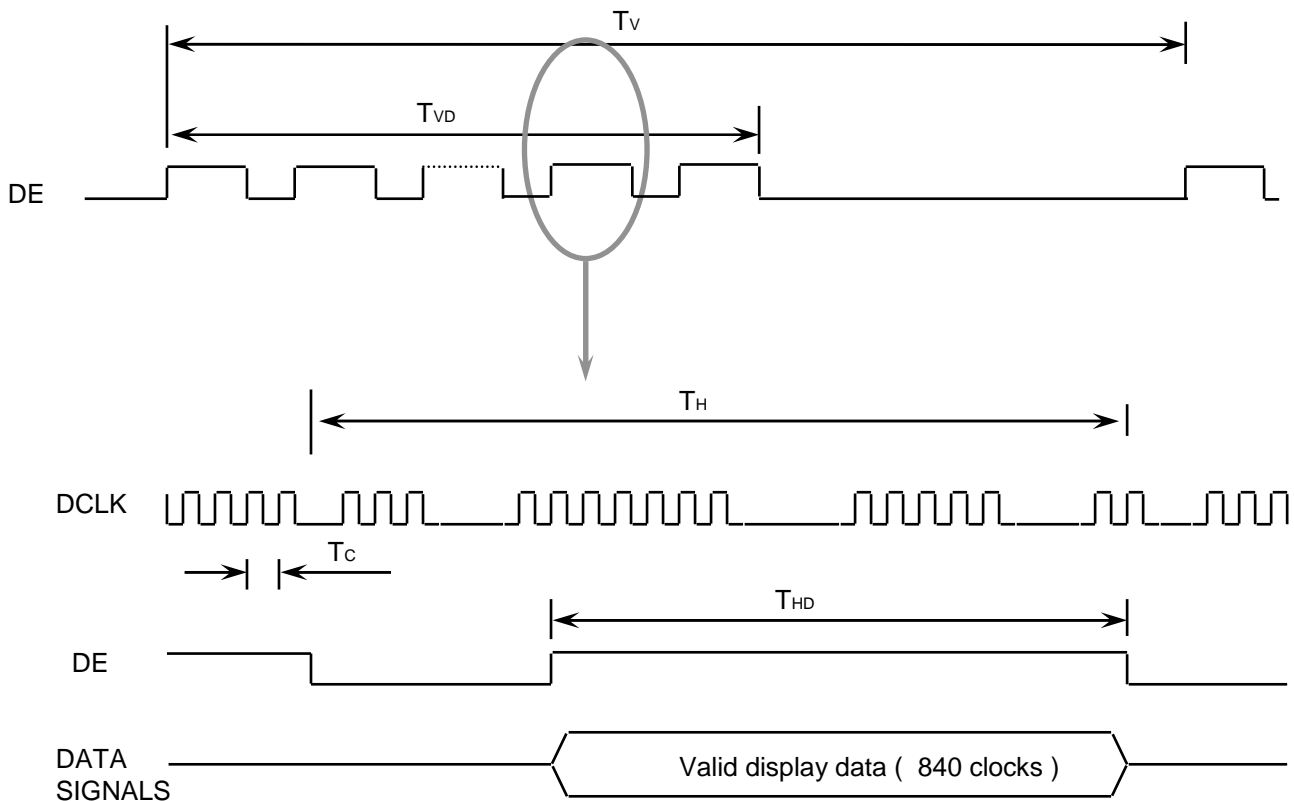 TV
TVD
DE
TH
DCLK
TC
THD
DE
DATA
SIGNALS
Valid display data ( 840 clocks )